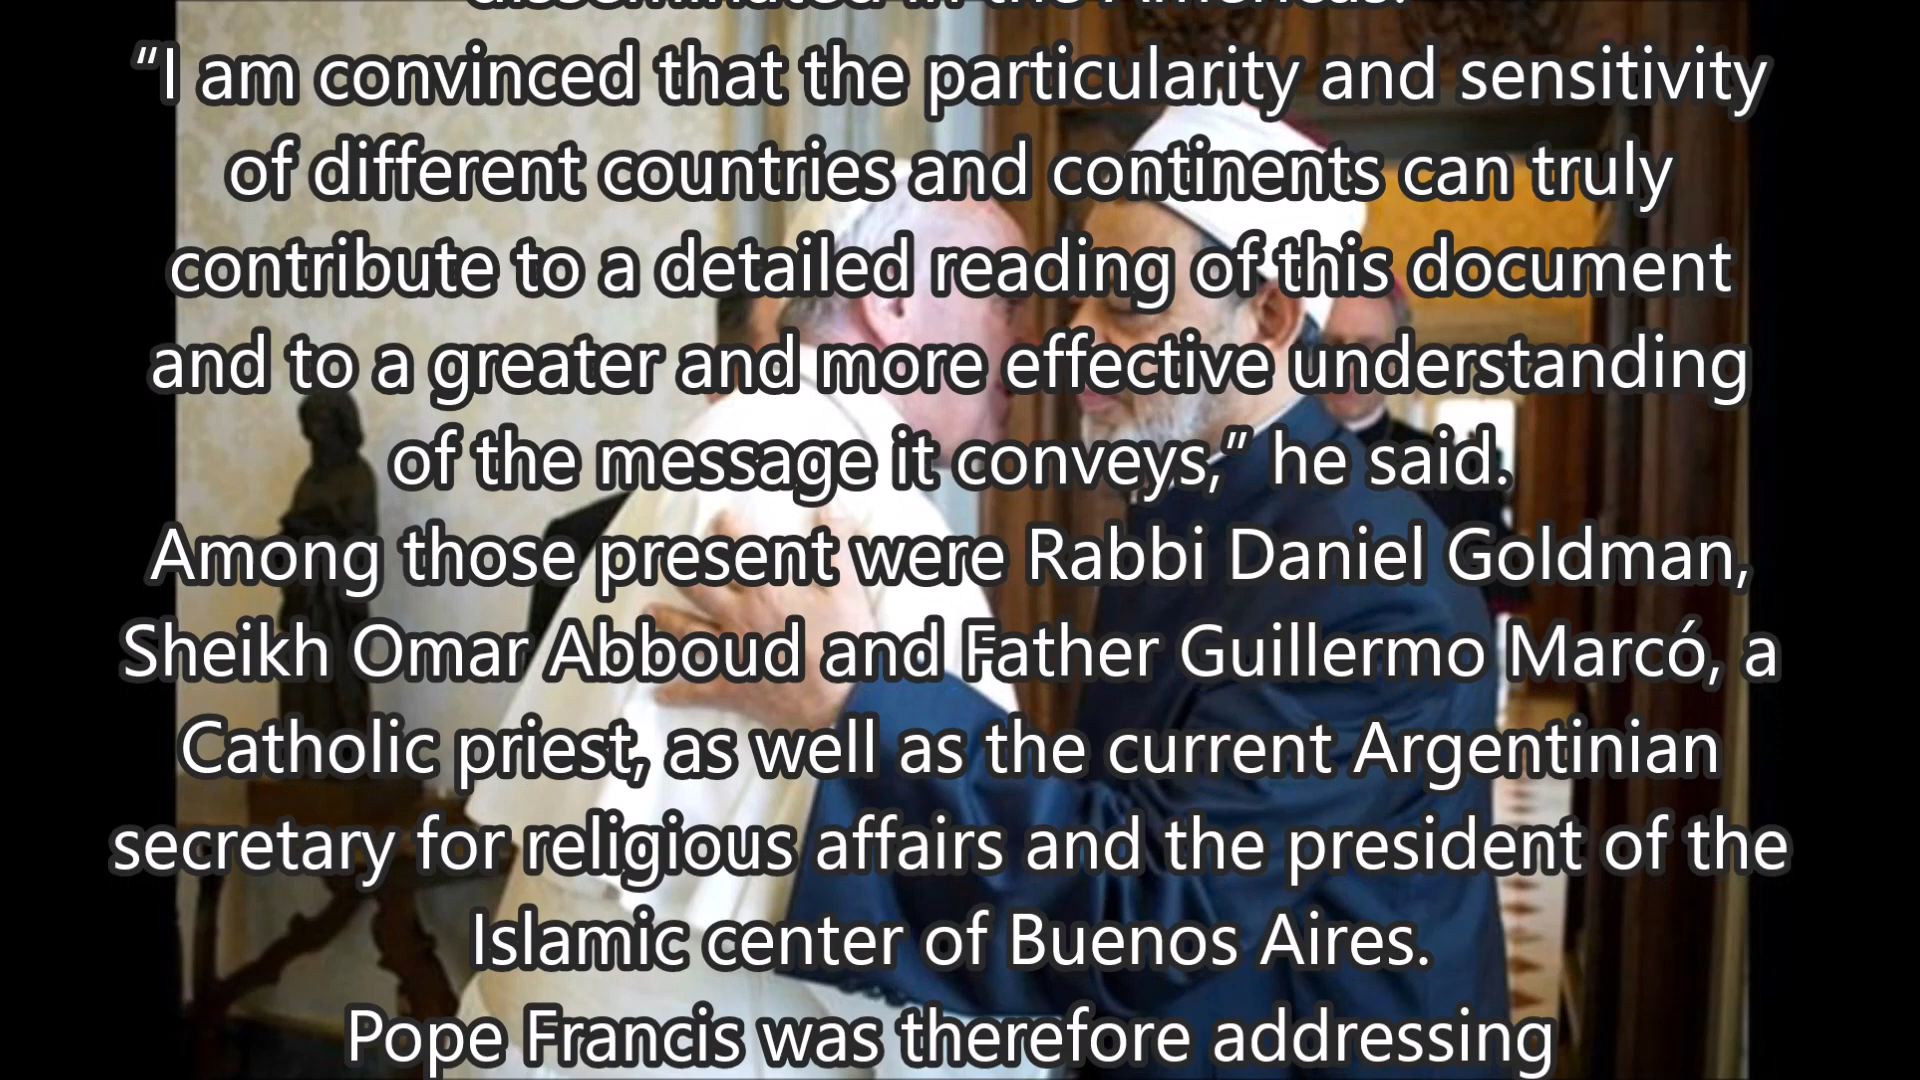 disseminated in the Americas.
“I am convinced that the particularity and sensitivity
of different countries and continents can truly
contribute to a detailed reading of this document
and to a greater and more effective understanding
of the message it conveys,” he said.
Among those present were Rabbi Daniel Goldman,
Sheikh Omar Abboud and Father Guillermo Marcó, a
Catholic priest, as well as the current Argentinian
secretary for religious affairs and the president of the
Islamic center of Buenos Aires.
Pope Francis was therefore addressing